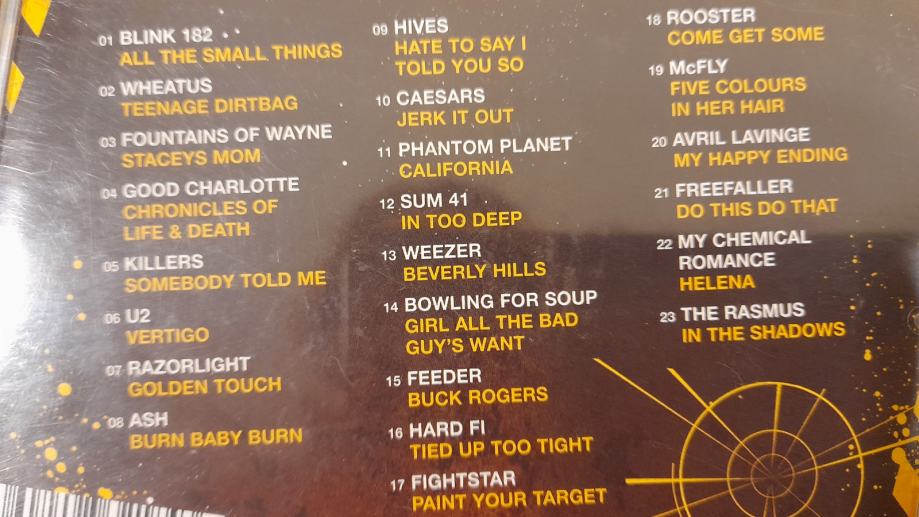 01 BLINK 182
ALL THE SMALL THINGS
02 WHEATUS
TEENAGE DIRTBAG
03 FOUNTAINS OF WAYNE
STACEYS MOM
04 GOOD CHARLOTTE
CHRONICLES OF
LIFE & DEATH
05 KILLERS
SOMEBODY TOLD ME
06 U2
VERTIGO
07 RAZORLIGHT
GOLDEN TOUCH
08 ASH
BURN BABY BURN
09 HIVES
HATE TO SAY I
TOLD YOU SO
10 CAESARS
JERK IT OUT
11 PHANTOM PLANET
CALIFORNIA
12 SUM 41
IN TOO DEEP
13 WEEZER
BEVERLY HILLS
14 BOWLING FOR SOUP
GIRL ALL THE BAD
GUY'S WANT
15 FEEDER
BUCK ROGERS
16 HARD FI
TIED UP TOO TIGHT
17 FIGHTSTAR
PAINT YOUR TARGET
18 ROOSTER
COME GET SOME
19 McFLY
FIVE COLOURS
IN HER HAIR
20 AVRIL LAVINGE
MY HAPPY ENDING
21 FREEFALLER
DO THIS DO THAT
22 MY CHEMICAL
ROMANCE
HELENA
23 THE RASMUS
IN THE SHADOWS